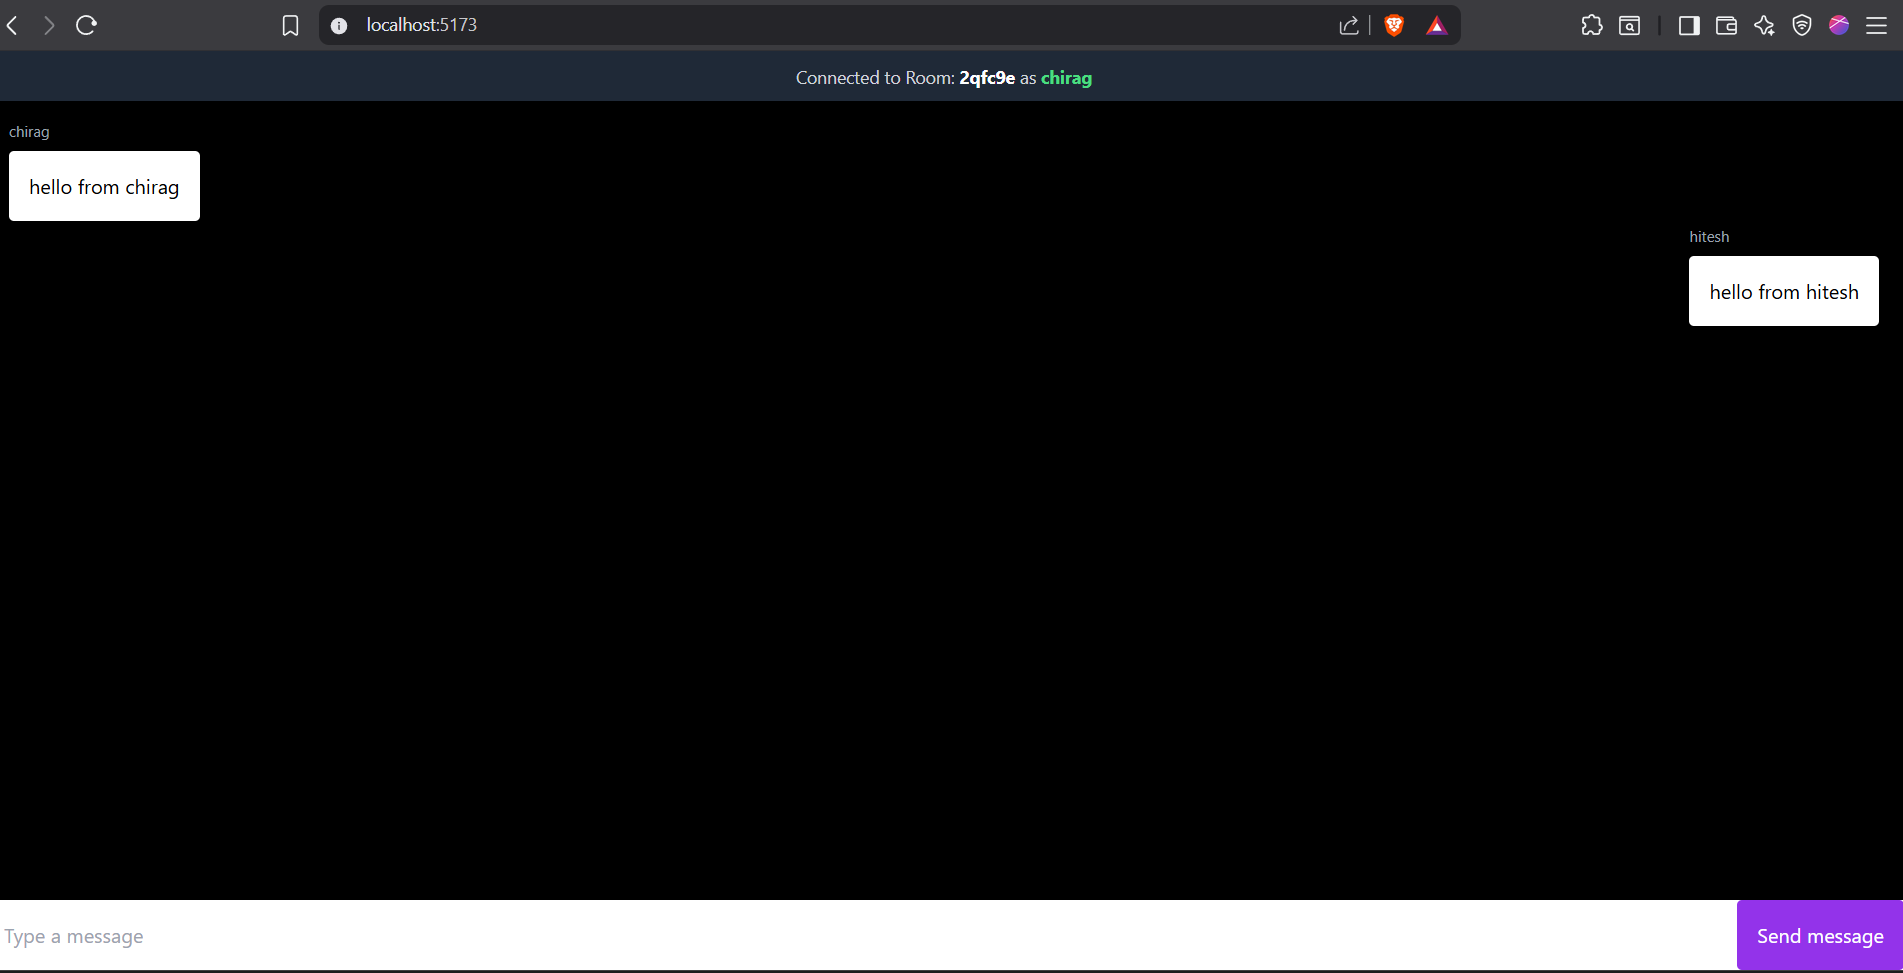 localhost:5173
Connected to Room: 2qfc9e as chirag
chirag
hello from chirag
hitesh
hello from hitesh
Type a message
Send message